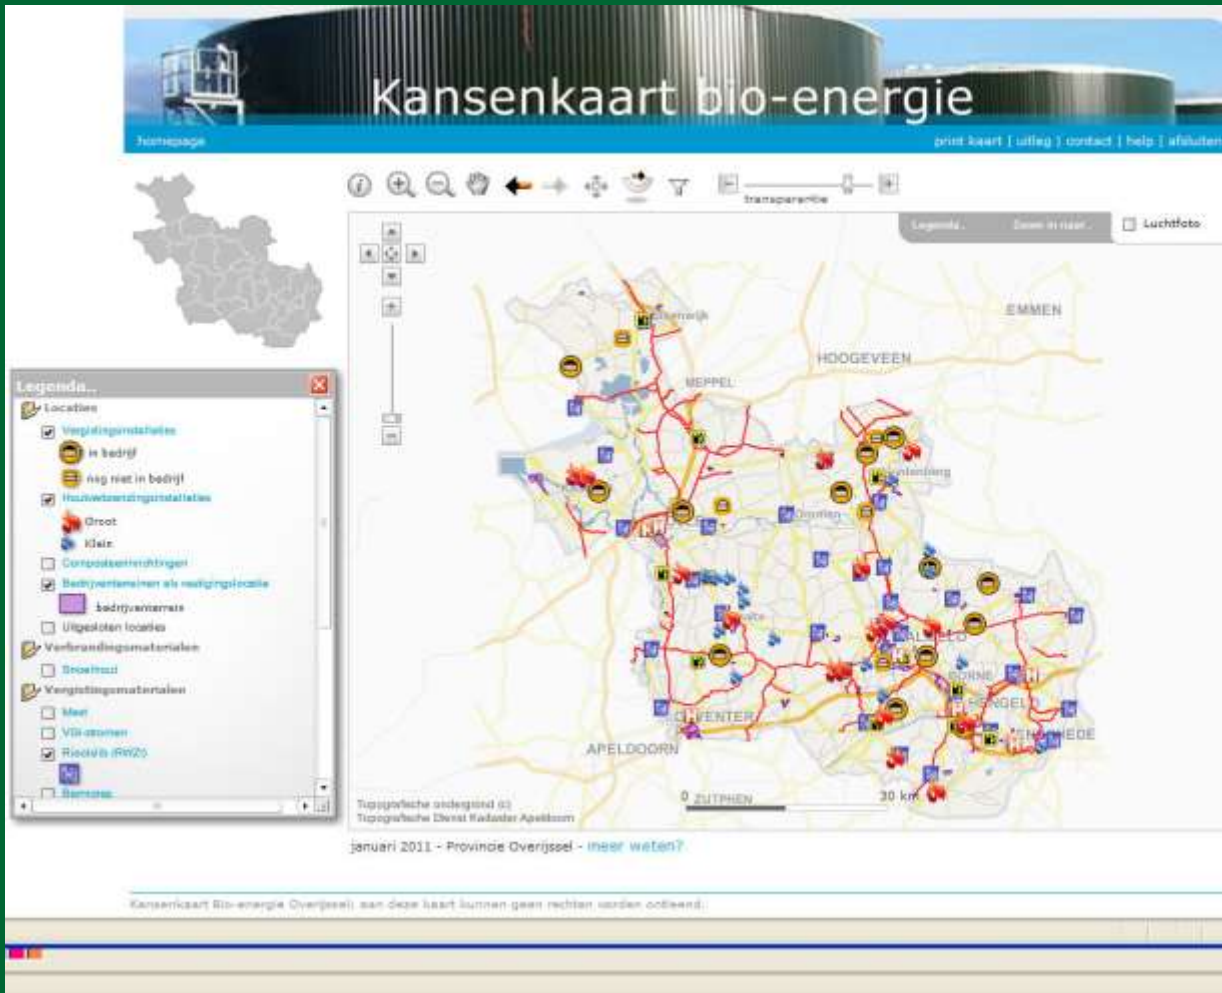 Kansenkaart bio-energie
homepage
print kaart | uitleg | contact | help | afsluiten
transparantie
Legenda..
Zoom in naar..
Luchtfoto
EMMEN
HOOGEVEEN
MEPPEL
HENGELO
APELDOORN
ZUTPHEN
0
30 km
Legenda..
Locaties
Vergistingsinstallaties
in bedrijf
nog niet in bedrijf
Houtverbrandingsinstallaties
Groot
Klein
Composteerinrichtingen
Bedrijventerreinen als vestigingslocatie
bedrijventerrein
Uitgesloten locaties
Verbrandingsmaterialen
Snoeihout
Vergistingsmaterialen
Mest
VGI-stromen
Rioolslib (RWZI)
Bermgras
Topografische ondergrond (c)
Topografische Dienst Kadaster Apeldoorn
januari 2011 - Provincie Overijssel - meer weten?
Kansenkaart Bio-energie Overijssel; aan deze kaart kunnen geen rechten worden ontleend.